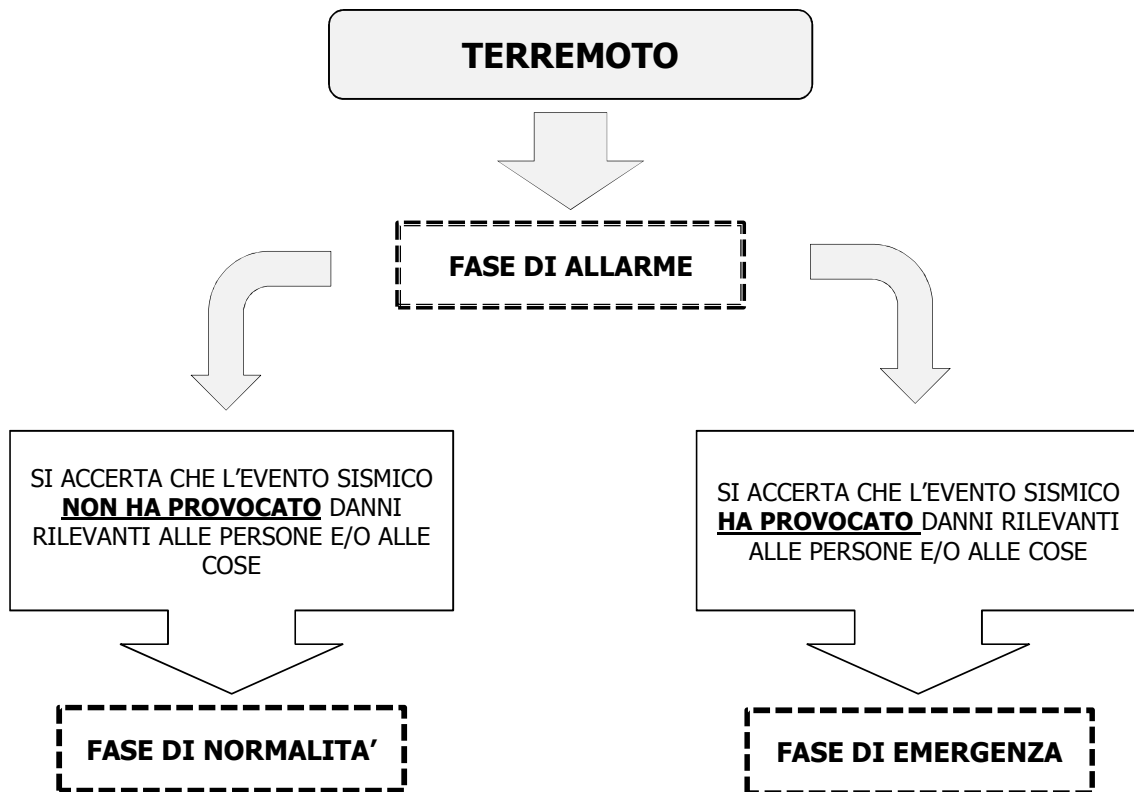 TERREMOTO
FASE DI ALLARME
SI ACCERTA CHE L’EVENTO SISMICO
NON HA PROVOCATO DANNI
RILEVANTI ALLE PERSONE E/O ALLE
COSE
SI ACCERTA CHE L’EVENTO SISMICO
HA PROVOCATO DANNI RILEVANTI
ALLE PERSONE E/O ALLE COSE
FASE DI NORMALITA’
FASE DI EMERGENZA